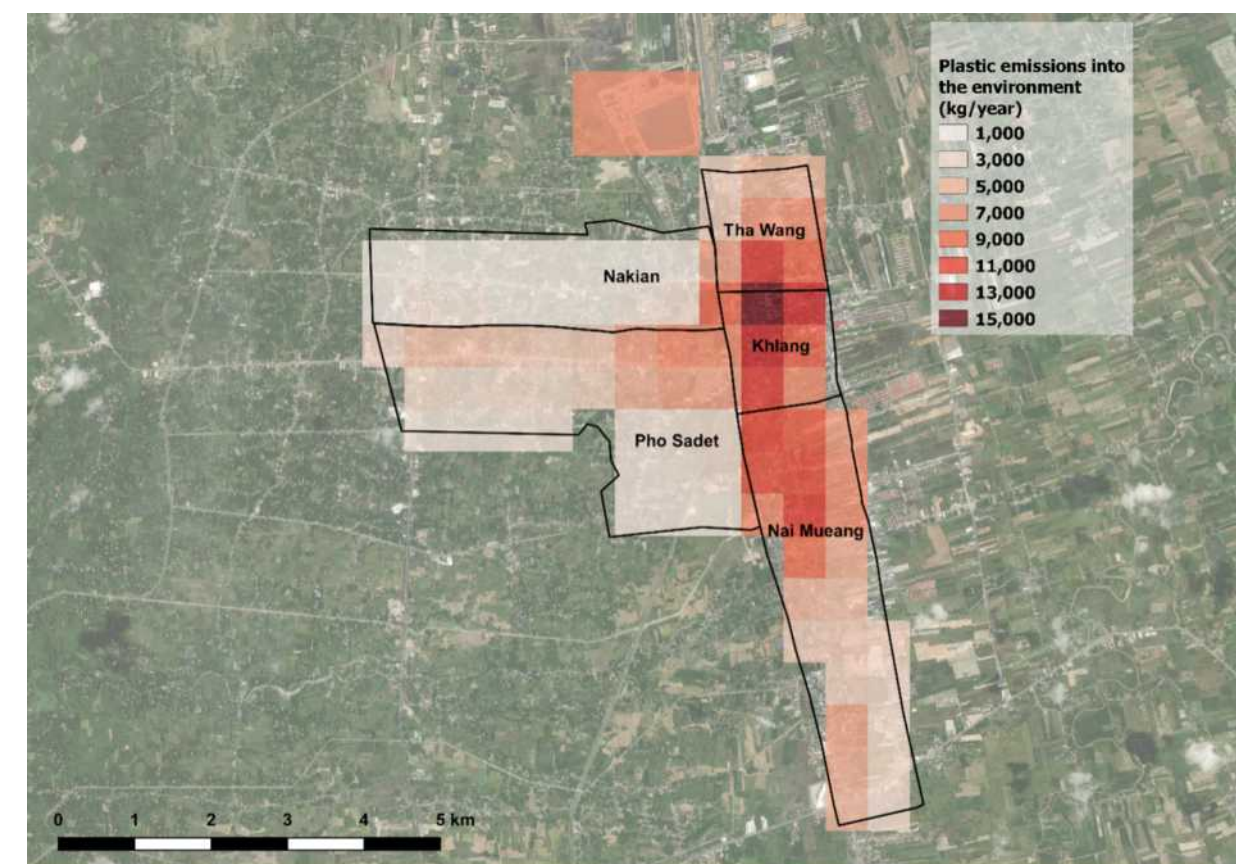 Plastic emissions into
the environment
(kg/year)
1,000
3,000
5,000
7,000
9,000
11,000
13,000
15,000
Tha Wang
Nakian
Khlang
Pho Sadet
Nai Mueang
0 1 2 3 4 5 km